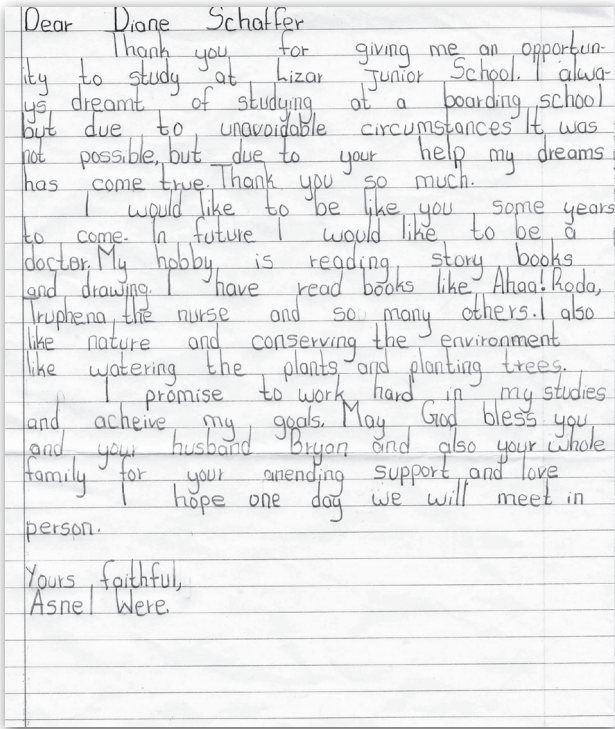 Dear Diane Schaffer
Thank you for giving me an opportun-
ity to study at Lizar Junior School. I alwa-
ys dreamt of studying at a boarding school
but due to unavoidable circumstances It was
not possible, but due to your help my dreams
has come true. Thank you so much.
I would like to be like you some years
to come. In future I would like to be a
doctor. My hobby is reading story books
and drawing. I have read books like Ahaa! Roda,
Truphena the nurse and so many others. I also
like nature and conserving the environment
like watering the plants and planting trees.
I promise to work hard in my studies
and acheive my goals. May God bless you
and your husband Bryan and also your whole
family for your anending support and love
I hope one day we will meet in
person.
Yours faithful,
Asnel Were.